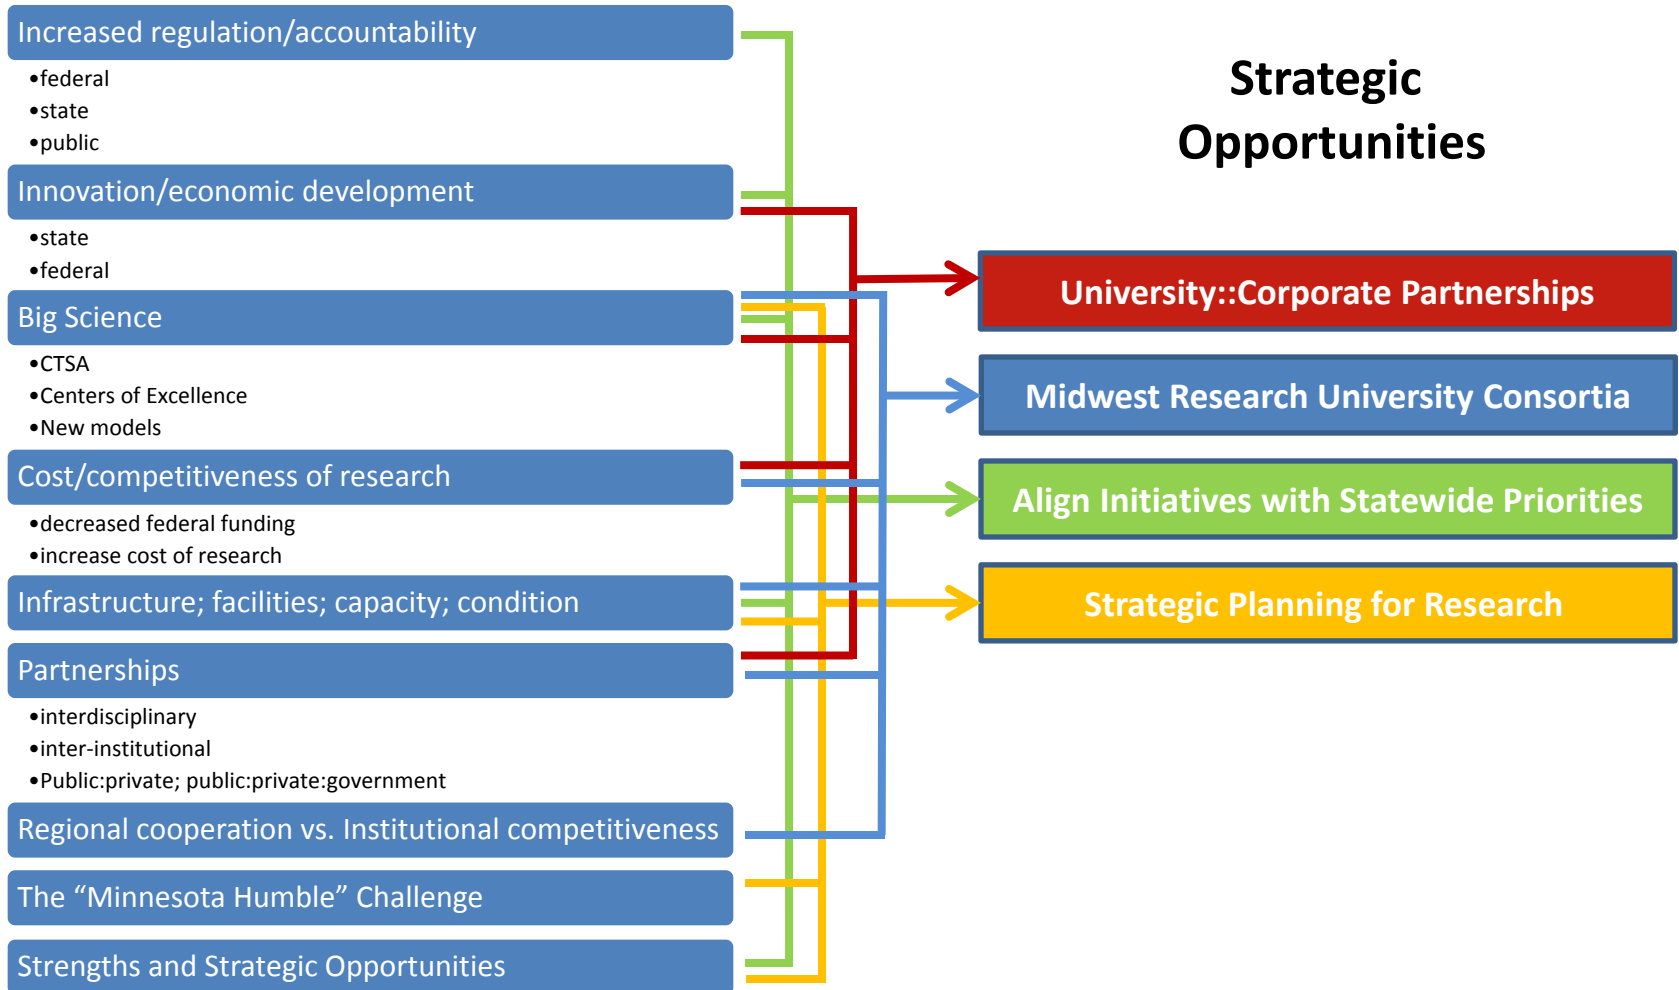 Increased regulation/accountability
•federal
•state
•public
Innovation/economic development
•state
•federal
Big Science
•CTSA
•Centers of Excellence
•New models
Cost/competitiveness of research
•decreased federal funding
•increase cost of research
Infrastructure; facilities; capacity; condition
Partnerships
•interdisciplinary
•inter-institutional
•Public:private; public:private:government
Regional cooperation vs. Institutional competitiveness
The “Minnesota Humble” Challenge
Strengths and Strategic Opportunities
Strategic
Opportunities
University::Corporate Partnerships
Midwest Research University Consortia
Align Initiatives with Statewide Priorities
Strategic Planning for Research